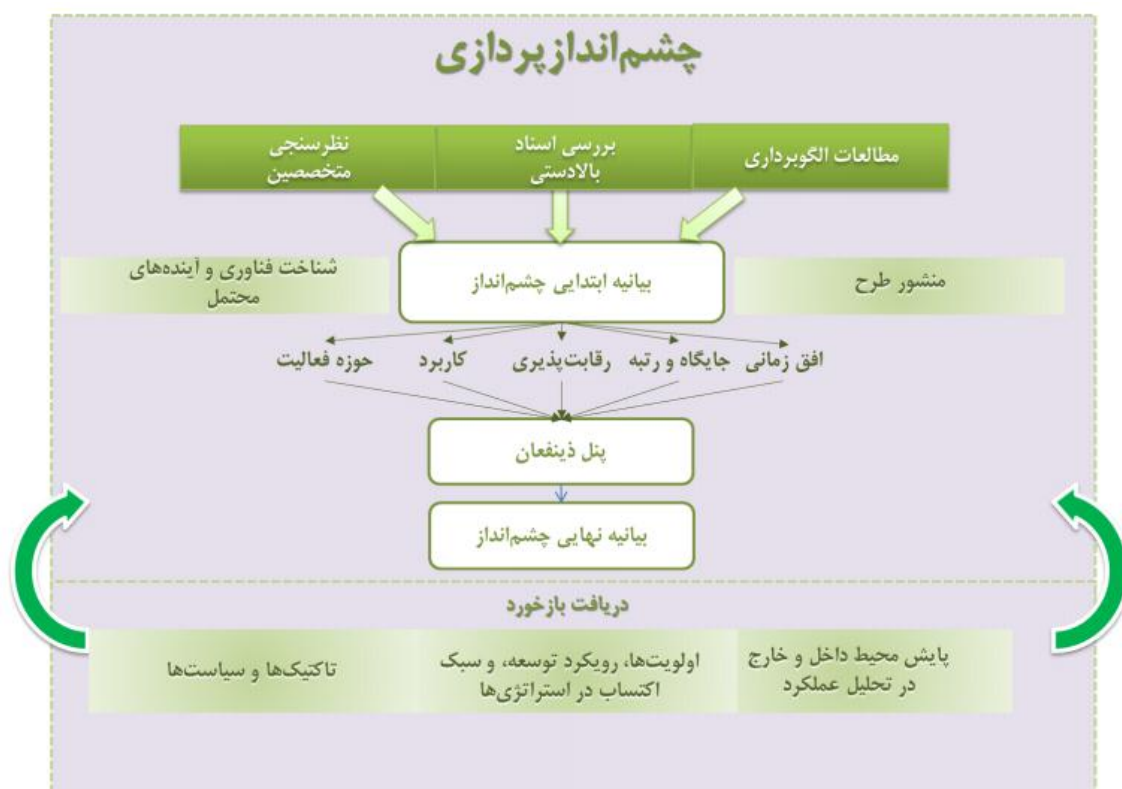 چشم‌اندازپردازی
مطالعات الگوبرداری
بررسی اسناد
بالادستی
نظرسنجی
متخصصین
منشور طرح
بیانیه ابتدایی چشم‌انداز
شناخت فناوری و آینده‌های
محتمل
افق زمانی
جایگاه و رتبه
رقابت‌پذیری
کاربرد
حوزه فعالیت
پنل ذینفعان
بیانیه نهایی چشم‌انداز
دریافت بازخورد
پایش محیط داخل و خارج
در تحلیل عملکرد
اولویت‌ها، رویکرد توسعه، و سبک
اکتساب در استراتژی‌ها
تاکتیک‌ها و سیاست‌ها